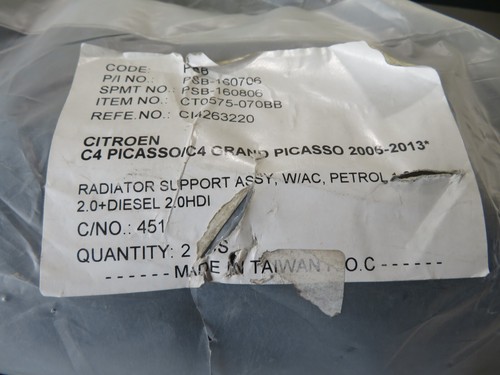 CODE: PSB
P/I NO.: PSB-160706
SPMT NO.: PSB-160806
ITEM NO.: CT0575-070BB
REFE.NO.: CI4263220
CITROEN
C4 PICASSO/C4 GRAND PICASSO 2006-2013*
RADIATOR SUPPORT ASSY, W/AC, PETROL
2.0+DIESEL 2.0HDI
C/NO.: 451
QUANTITY: 2
------ MADE IN TAIWAN R.O.C ------